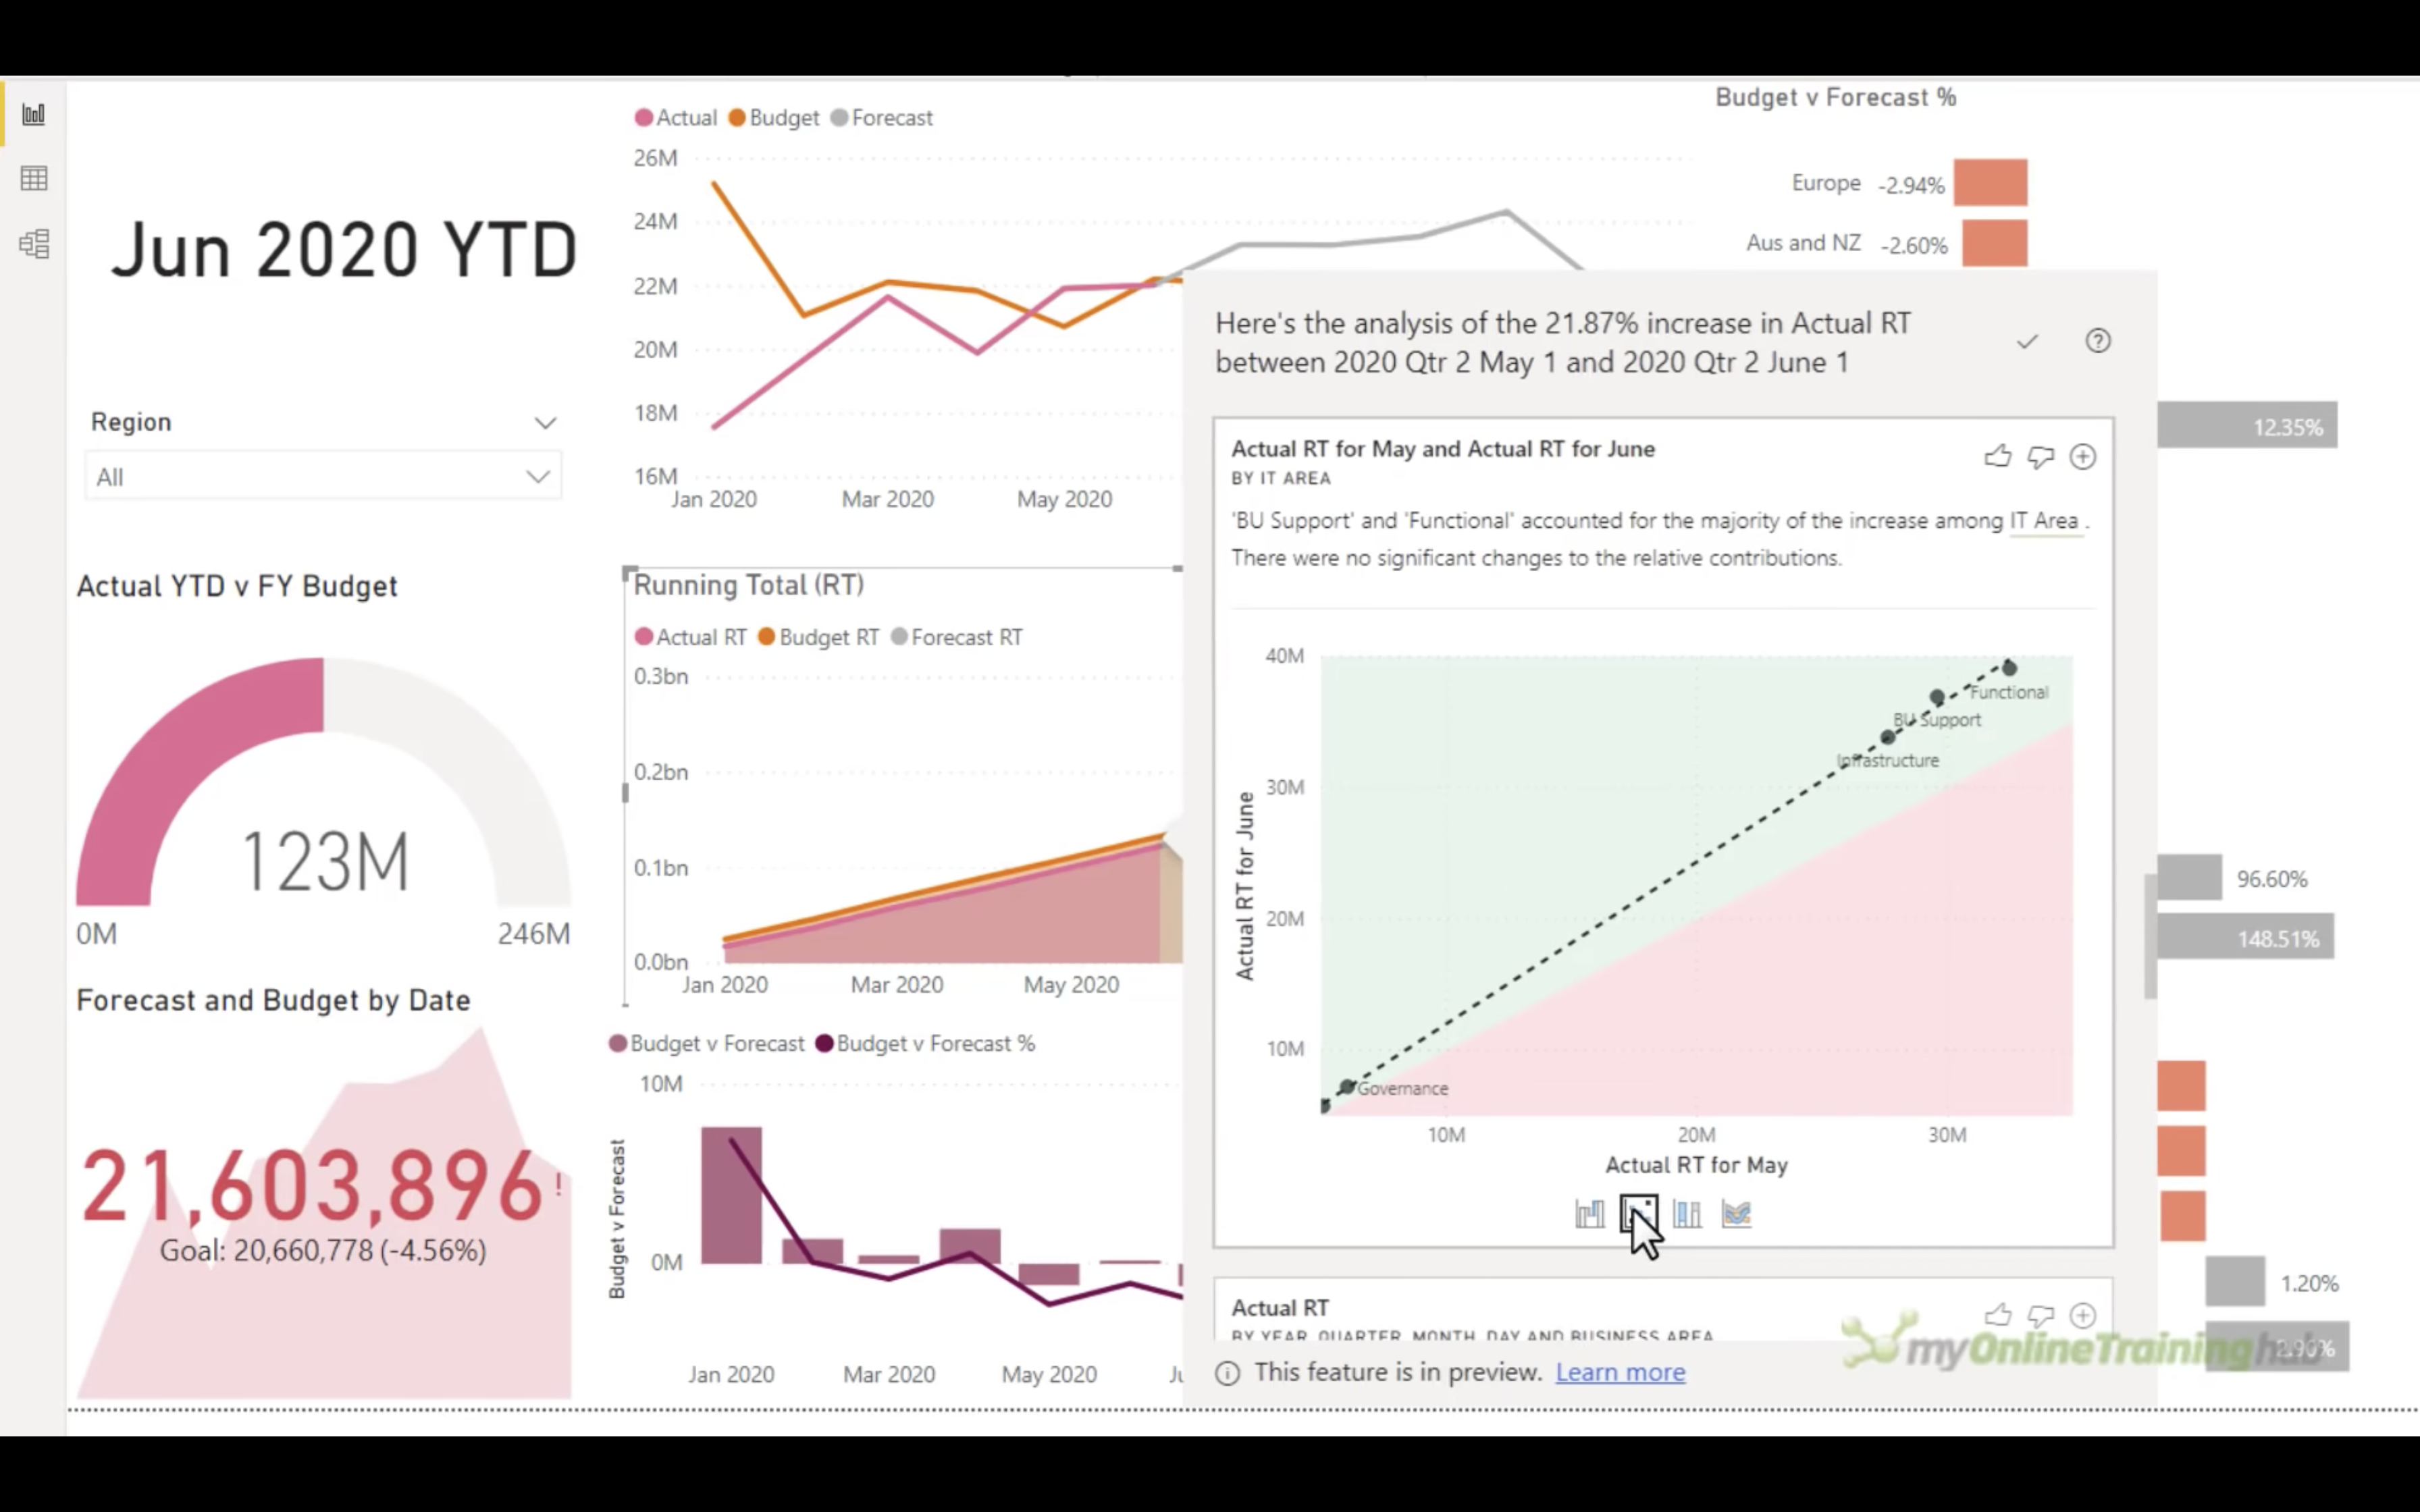 Jun 2020 YTD
Region
All
Actual YTD v FY Budget
123M
0M
246M
Forecast and Budget by Date
21,603,896!
Goal: 20,660,778 (-4.56%)
Actual Budget Forecast
26M
24M
22M
20M
18M
16M
Jan 2020 Mar 2020 May 2020
Running Total (RT)
Actual RT Budget RT Forecast RT
0.3bn
0.2bn
0.1bn
0.0bn
Jan 2020 Mar 2020 May 2020
Budget v Forecast Budget v Forecast %
10M
0M
Budget v Forecast
Jan 2020 Mar 2020 May 2020
Budget v Forecast %
Europe -2.94%
Aus and NZ -2.60%
Here's the analysis of the 21.87% increase in Actual RT
between 2020 Qtr 2 May 1 and 2020 Qtr 2 June 1
Actual RT for May and Actual RT for June
BY IT AREA
'BU Support' and 'Functional' accounted for the majority of the increase among IT Area .
There were no significant changes to the relative contributions.
40M
30M
20M
10M
Actual RT for June
Functional
BU Support
Infrastructure
Governance
10M 20M 30M
Actual RT for May
Actual RT
BY YEAR, QUARTER, MONTH, DAY AND BUSINESS AREA
This feature is in preview. Learn more
12.35%
96.60%
148.51%
1.20%
myOnlineTraininghub